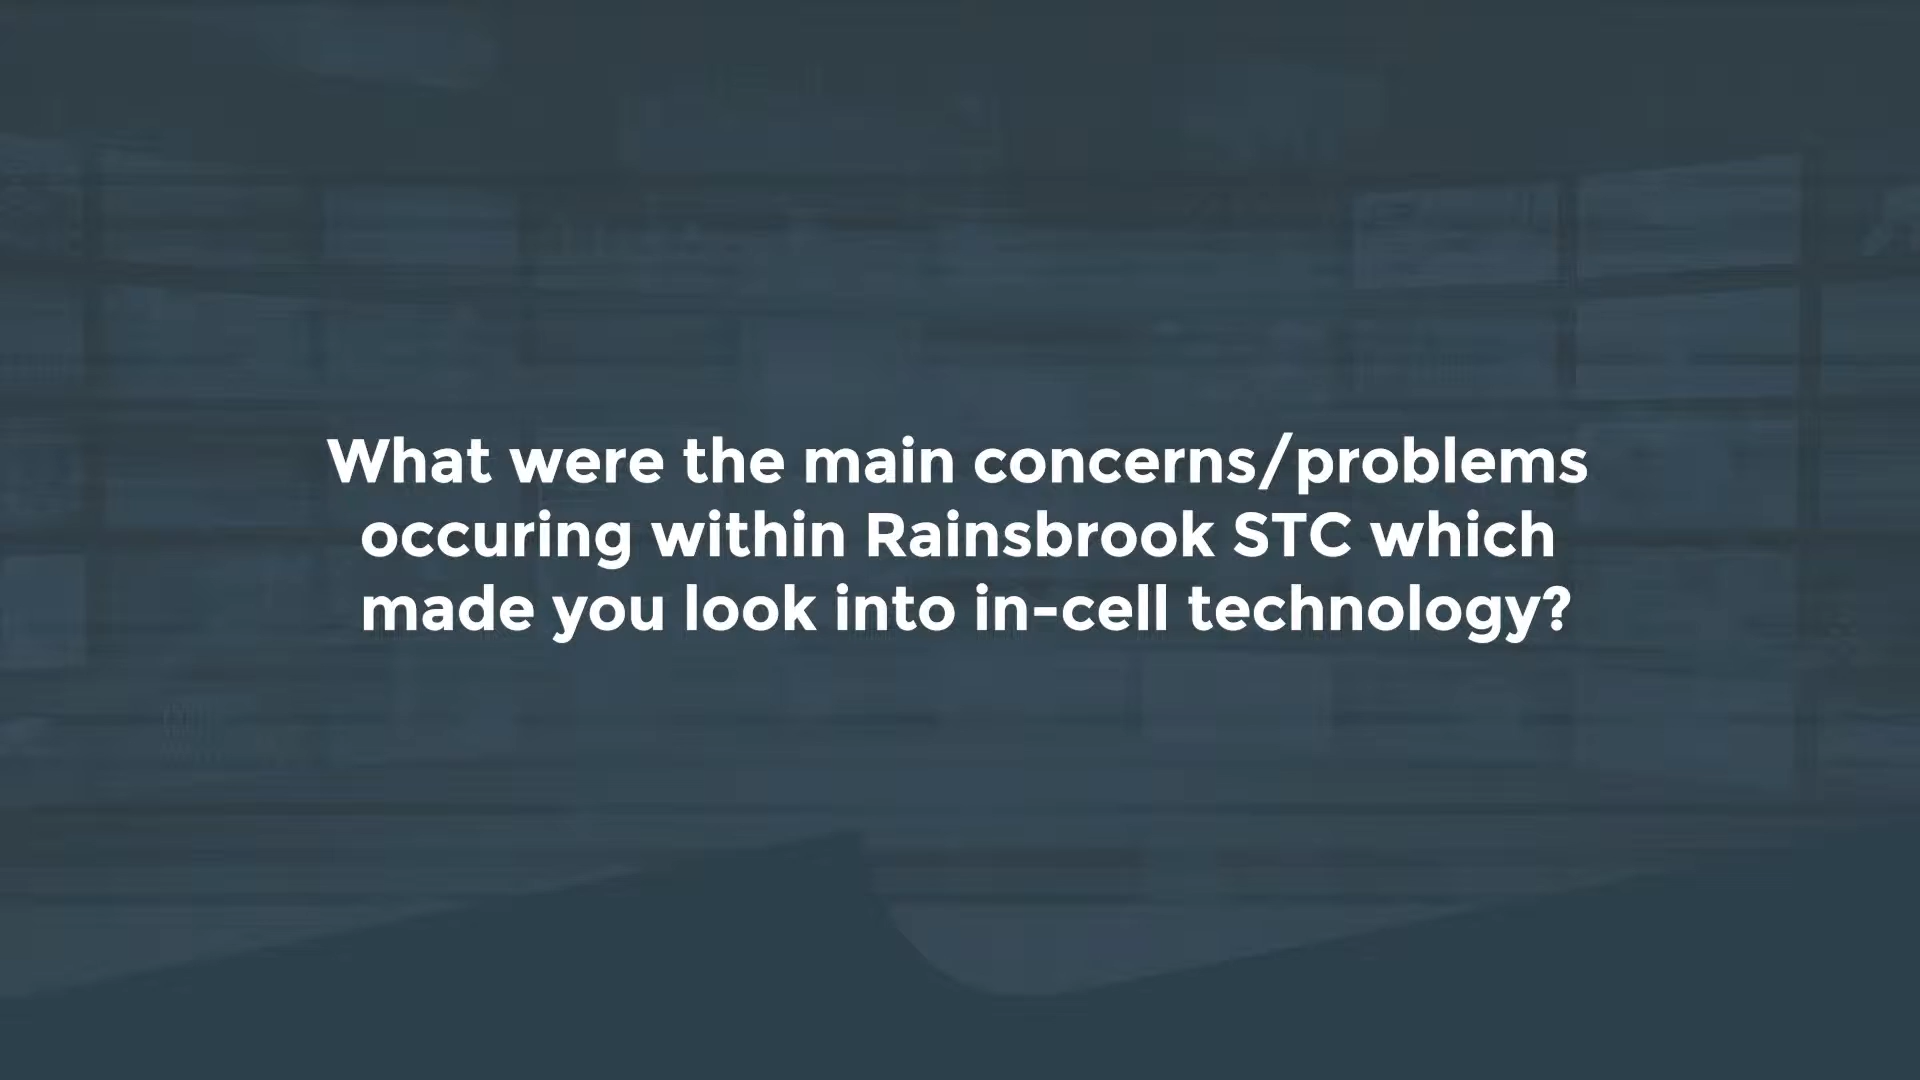 What were the main concerns/problems
occuring within Rainsbrook STC which
made you look into in-cell technology?